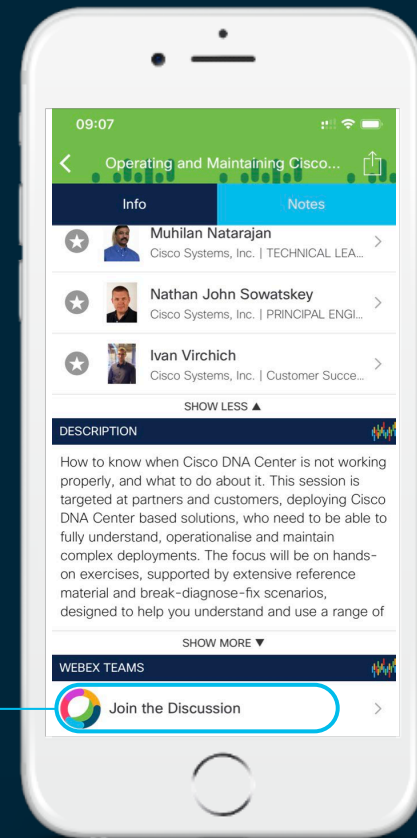 09:07
Operating and Maintaining Cisco...
Info
Notes
Muhilan Natarajan
Cisco Systems, Inc. | TECHNICAL LEA...
Nathan John Sowatskey
Cisco Systems, Inc. | PRINCIPAL ENGI...
Ivan Virchich
Cisco Systems, Inc. | Customer Succe...
SHOW LESS ▲
DESCRIPTION
How to know when Cisco DNA Center is not working
properly, and what to do about it. This session is
targeted at partners and customers, deploying Cisco
DNA Center based solutions, who need to be able to
fully understand, operationalise and maintain
complex deployments. The focus will be on hands-
on exercises, supported by extensive reference
material and break-diagnose-fix scenarios,
designed to help you understand and use a range of
SHOW MORE ▼
WEBEX TEAMS
Join the Discussion